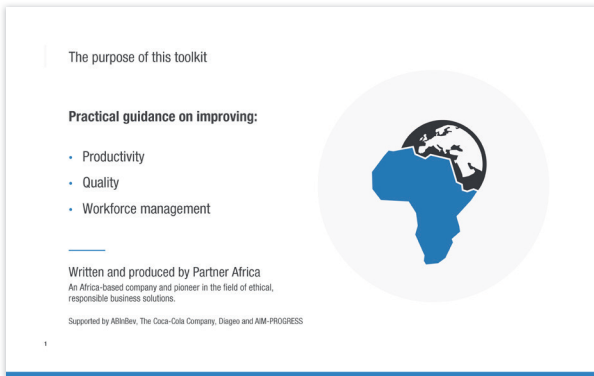 The purpose of this toolkit
Practical guidance on improving:
• Productivity
• Quality
• Workforce management
Written and produced by Partner Africa
An Africa-based company and pioneer in the field of ethical,
responsible business solutions.
Supported by ABInBev, The Coca-Cola Company, Diageo and AIM-PROGRESS
1